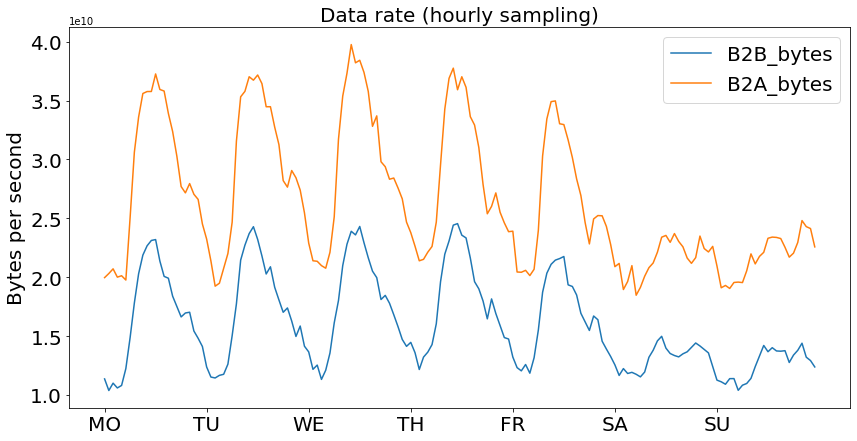 Data rate (hourly sampling)
1e10
4.0
3.5
3.0
2.5
2.0
1.5
1.0
Bytes per second
B2B_bytes
B2A_bytes
MO TU WE TH FR SA SU